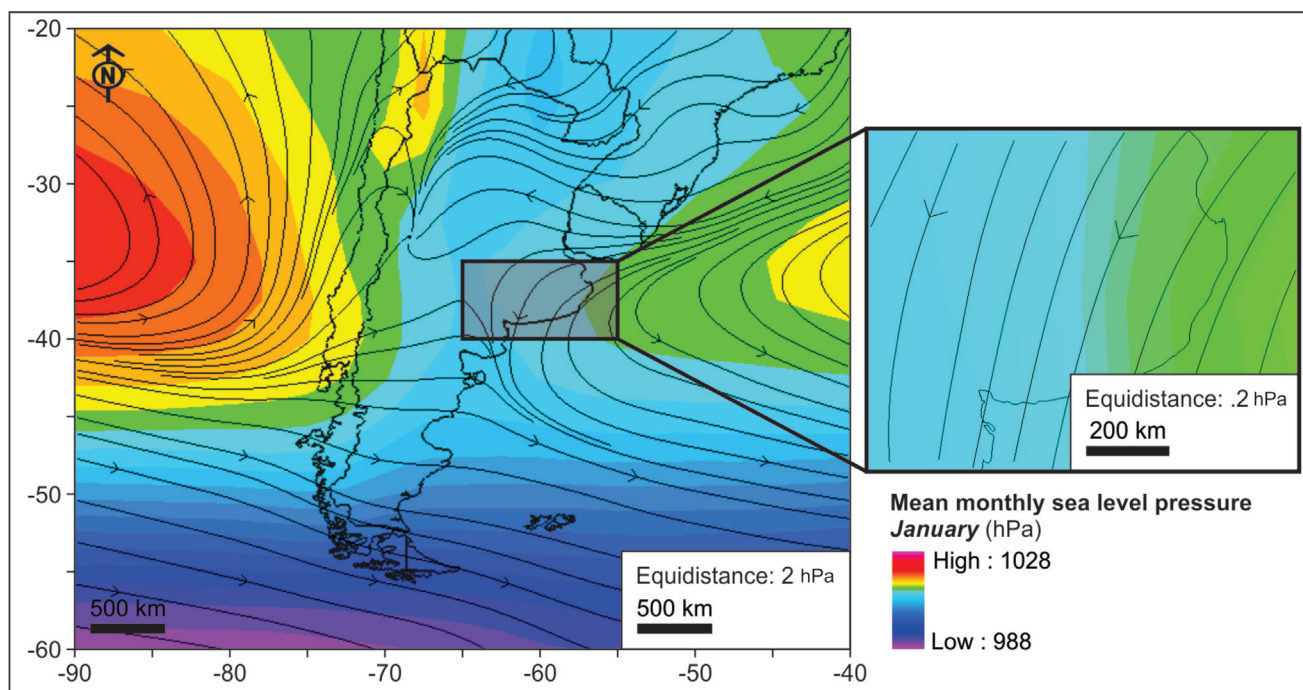 -20
N
-30
-40
-50
-60
-90
-80
-70
-60
-50
-40
500 km
Equidistance: 2 hPa
500 km
Equidistance: .2 hPa
200 km
Mean monthly sea level pressure
January (hPa)
High : 1028
Low : 988